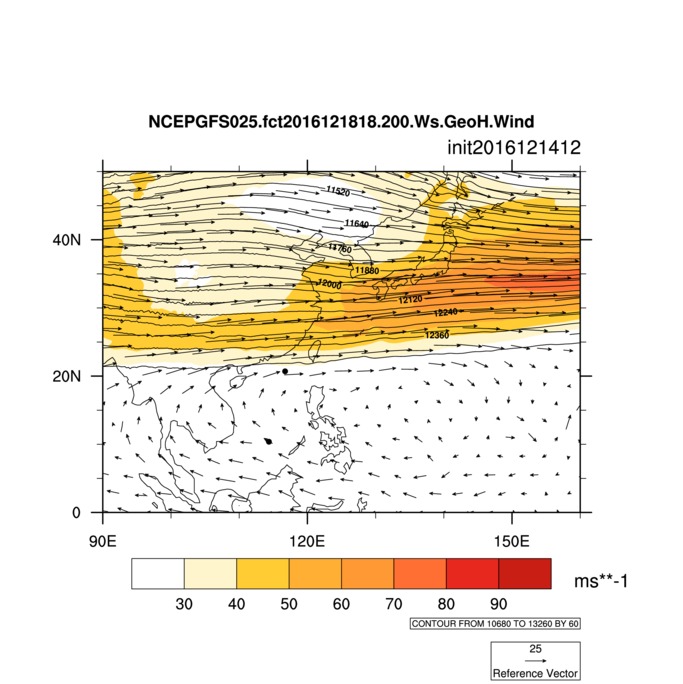 NCEPGFS025.fct2016121818.200.Ws.GeoH.Wind
init2016121412
11520
11640
11760
11880
12000
12120
12240
12360
40N
20N
0
90E 120E 150E
30 40 50 60 70 80 90
ms**-1
CONTOUR FROM 10680 TO 13260 BY 60
25
Reference Vector